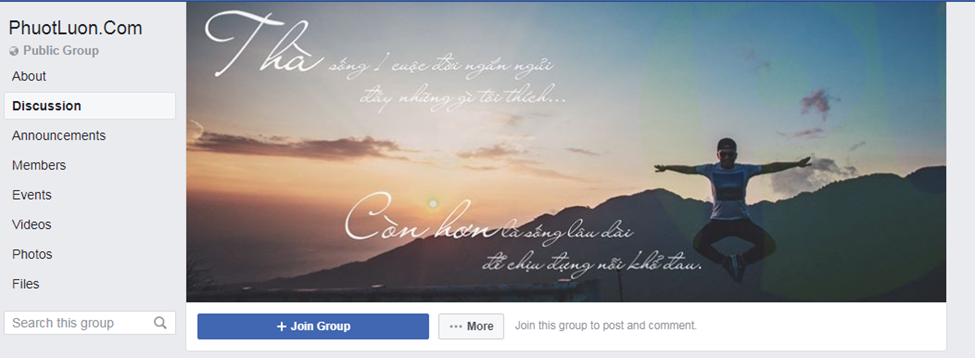 PhuotLuon.Com
Public Group
About
Discussion
Announcements
Members
Events
Videos
Photos
Files
Search this group
Thà sống 1 cuộc đời ngắn ngủi
đầy những gì tôi thích...
Còn hơn là sống lâu dài
để chịu đựng nỗi khổ đau.
+ Join Group
••• More
Join this group to post and comment.